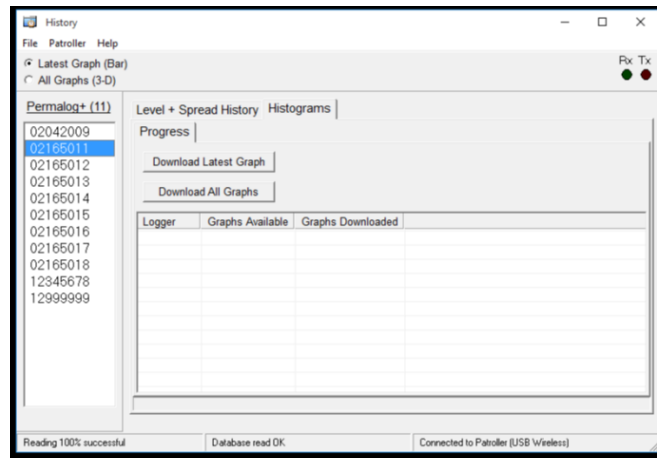 History
File Patroller Help
Latest Graph (Bar)
All Graphs (3-D)
Rx Tx
Permalog+ (11)
02042009
02165011
02165012
02165013
02165014
02165015
02165016
02165017
02165018
12345678
12999999
Level + Spread History Histograms
Progress
Download Latest Graph
Download All Graphs
Logger Graphs Available Graphs Downloaded
Reading 100% successful Database read OK Connected to Patroller (USB Wireless)